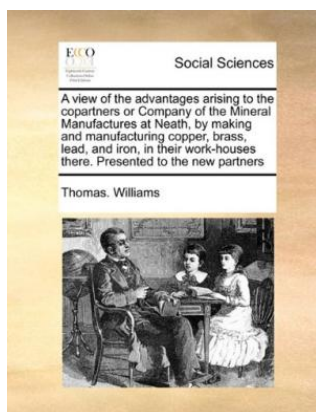 ECCO
Social Sciences
A view of the advantages arising to the
copartners or Company of the Mineral
Manufactures at Neath, by making
and manufacturing copper, brass,
lead, and iron, in their work-houses
there. Presented to the new partners
Thomas. Williams